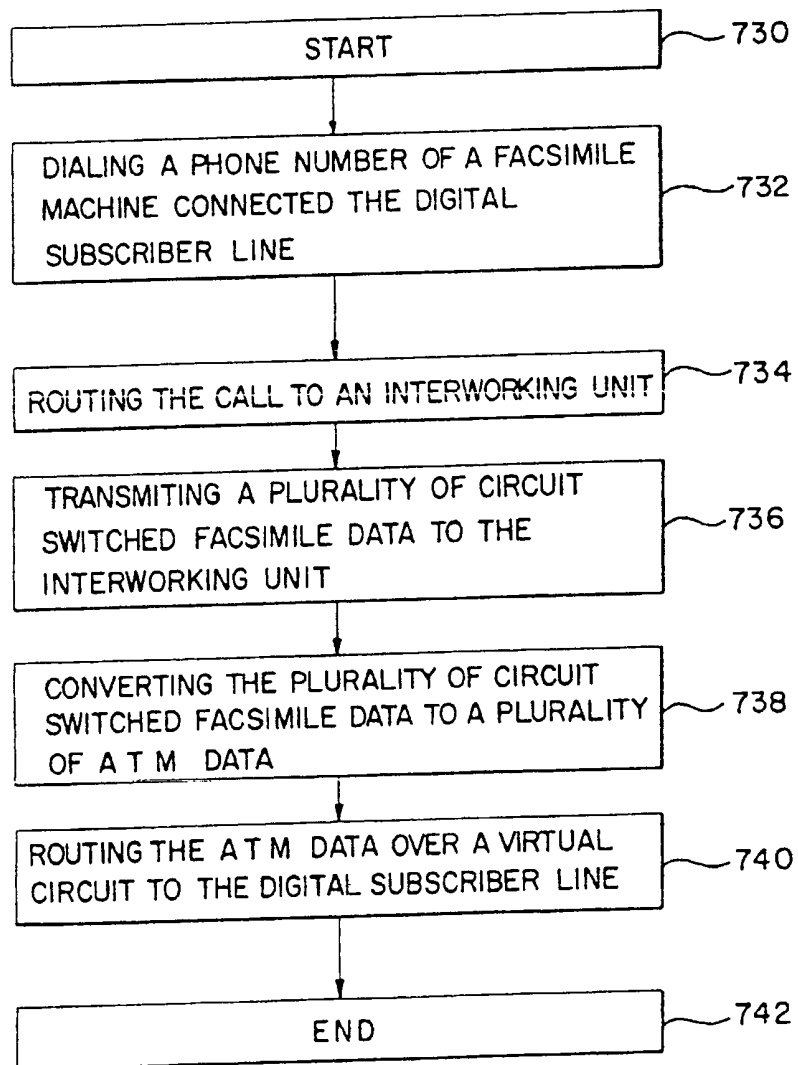 START
730
DIALING A PHONE NUMBER OF A FACSIMILE
MACHINE CONNECTED THE DIGITAL
SUBSCRIBER LINE
732
ROUTING THE CALL TO AN INTERWORKING UNIT
734
TRANSMITING A PLURALITY OF CIRCUIT
SWITCHED FACSIMILE DATA TO THE
INTERWORKING UNIT
736
CONVERTING THE PLURALITY OF CIRCUIT
SWITCHED FACSIMILE DATA TO A PLURALITY
OF A T M DATA
738
ROUTING THE A T M DATA OVER A VIRTUAL
CIRCUIT TO THE DIGITAL SUBSCRIBER LINE
740
END
742